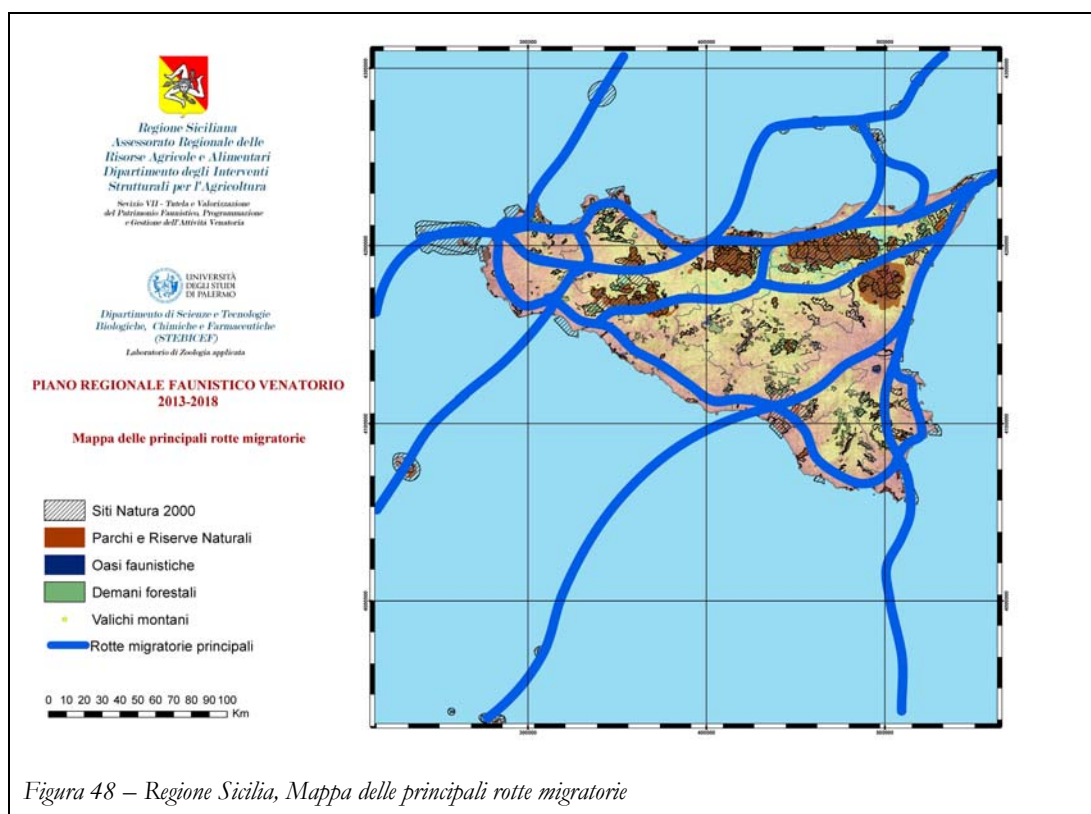 Regione Siciliana
Assessorato Regionale delle
Risorse Agricole e Alimentari
Dipartimento degli Interventi
Strutturali per l'Agricoltura
Sevizio VII - Tutela e Valorizzazione
del Patrimonio Faunistico, Programmazione
e Gestione dell'Attività Venatoria
UNIVERSITÀ
DEGLI STUDI
DI PALERMO
Dipartimento di Scienze e Tecnologie
Biologiche, Chimiche e Farmaceutiche
(STEBICEF)
Laboratorio di Zoologia applicata
PIANO REGIONALE FAUNISTICO VENATORIO
2013-2018
Mappa delle principali rotte migratorie
Siti Natura 2000
Parchi e Riserve Naturali
Oasi faunistiche
Demani forestali
Valichi montani
Rotte migratorie principali
0 10 20 30 40 50 60 70 80 90 100
Km
Figura 48 – Regione Sicilia, Mappa delle principali rotte migratorie